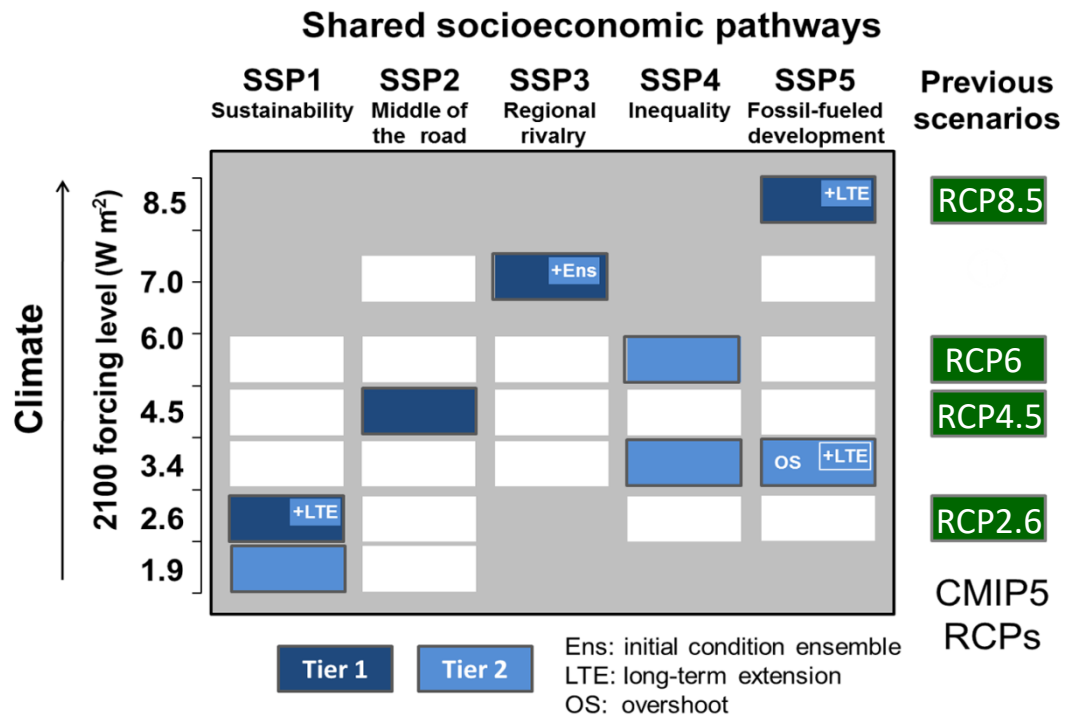 Shared socioeconomic pathways
SSP1
Sustainability
SSP2
Middle of
the road
SSP3
Regional
rivalry
SSP4
Inequality
SSP5
Fossil-fueled
development
Previous
scenarios
Climate
2100 forcing level (W m-2)
8.5
+LTE
RCP8.5
7.0
+Ens
6.0
RCP6
4.5
RCP4.5
3.4
OS
+LTE
2.6
+LTE
RCP2.6
1.9
CMIP5
RCPs
Tier 1
Tier 2
Ens: initial condition ensemble
LTE: long-term extension
OS: overshoot